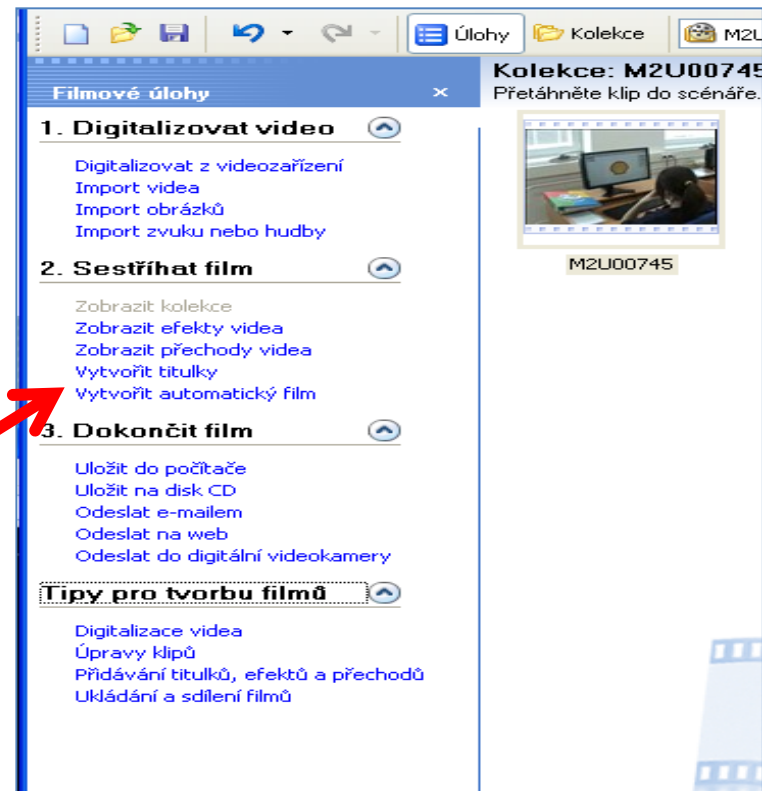 Úlohy Kolekce M2U
Filmové úlohy
Kolekce: M2U00745
Přetáhněte klip do scénáře.
1. Digitalizovat video
Digitalizovat z videozařízení
Import videa
Import obrázků
Import zvuku nebo hudby
M2U00745
2. Sestříhat film
Zobrazit kolekce
Zobrazit efekty videa
Zobrazit přechody videa
Vytvořit titulky
Vytvořit automatický film
3. Dokončit film
Uložit do počítače
Uložit na disk CD
Odeslat e-mailem
Odeslat na web
Odeslat do digitální videokamery
Tipy pro tvorbu filmů
Digitalizace videa
Úpravy klipů
Přidávání titulků, efektů a přechodů
Ukládání a sdílení filmů